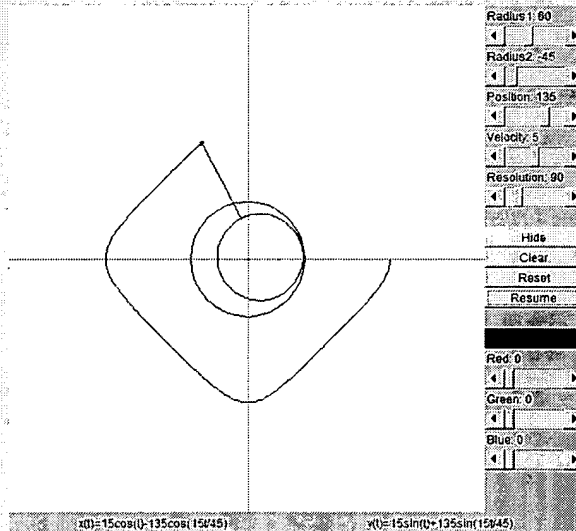 Radius1: 60
Radius2: -45
Position: -135
Velocity: 5
Resolution: 90
Hide
Clear
Reset
Resume
Red: 0
Green: 0
Blue: 0
x(t)=15cos(t)-135cos(15t/45)
y(t)=15sin(t)+135sin(15t/45)